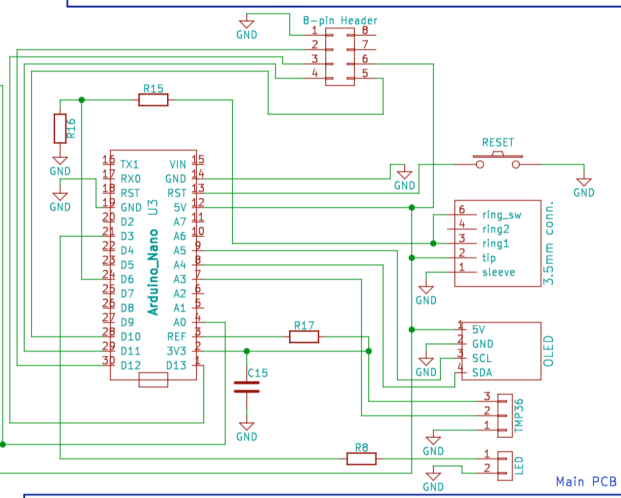 8-pin Header
GND
1 8
2 7
3 6
4 5
R15
R16
GND
GND
16 TX1 VIN 15
17 RX0 GND 14
18 RST RST 13
19 GND 5V 12
20 D2 A7 11
21 D3 A6 10
22 D4 A5 9
23 D5 A4 8
24 D6 A3 7
25 D7 A2 6
26 D8 A1 5
27 D9 A0 4
28 D10 REF 3
29 D11 3V3 2
30 D12 D13 1
U3
Arduino_Nano
GND
RESET
GND
6 ring_sw
4 ring2
3 ring1
2 tip
1 sleeve
3.5mm conn.
GND
R17
1 5V
2 GND
3 SCL
4 SDA
OLED
GND
C15
GND
3
2
1
TMP36
GND
R8
1
2
LED
GND
Main PCB